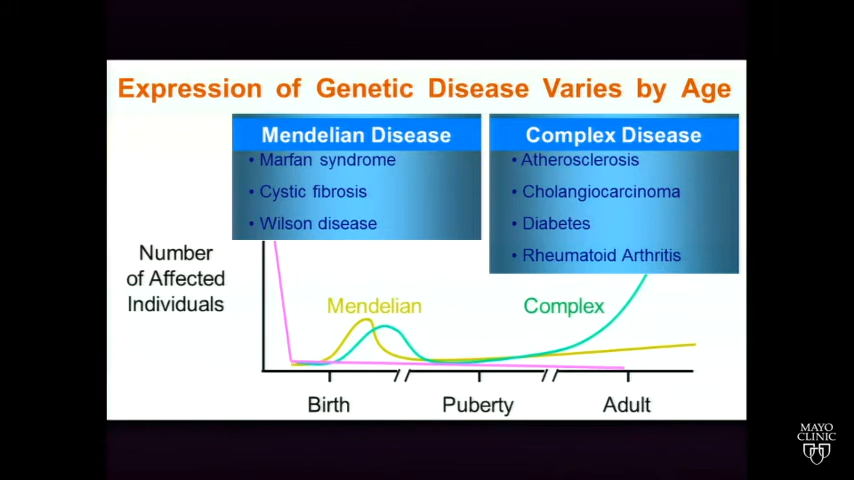 Expression of Genetic Disease Varies by Age
Mendelian Disease
• Marfan syndrome
• Cystic fibrosis
• Wilson disease
Complex Disease
• Atherosclerosis
• Cholangiocarcinoma
• Diabetes
• Rheumatoid Arthritis
Number
of Affected
Individuals
Mendelian
Complex
Birth
Puberty
Adult
MAYO
CLINIC